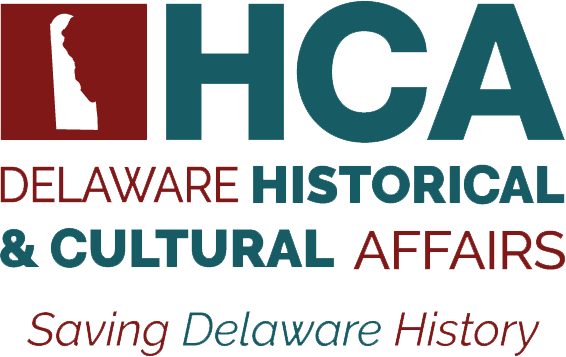 HCA
DELAWARE HISTORICAL
& CULTURAL AFFAIRS
Saving Delaware History